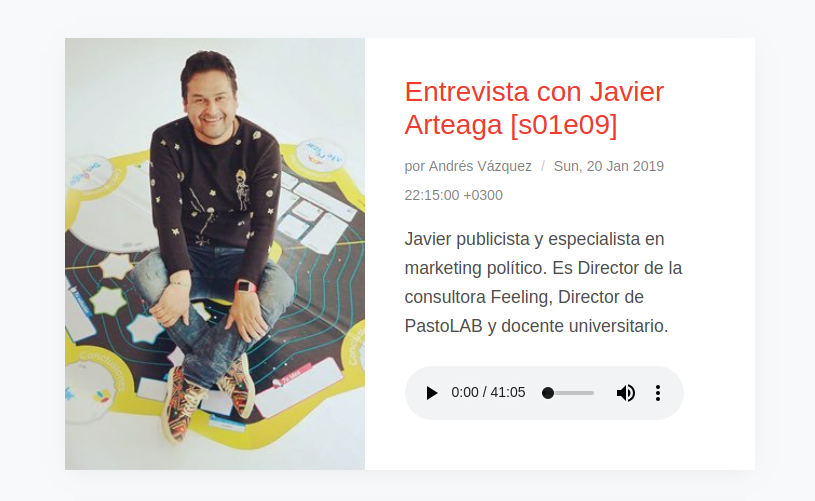 Entrevista con Javier
Arteaga [s01e09]
por Andrés Vázquez / Sun, 20 Jan 2019
22:15:00 +0300
Javier publicista y especialista en
marketing político. Es Director de la
consultora Feeling, Director de
PastoLAB y docente universitario.
0:00 / 41:05
Conclusiones